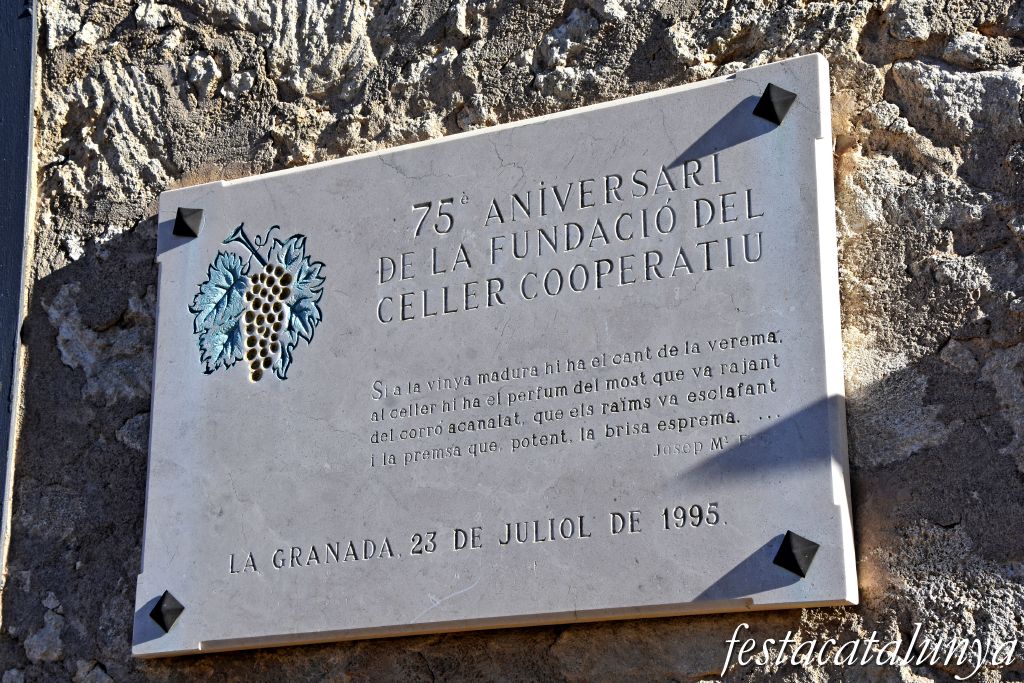 75è ANIVERSARI
DE LA FUNDACIÓ DEL
CELLER COOPERATIU
Si a la vinya madura hi ha el cant de la verema,
al celler hi ha el perfum del most que va rajant
del corró acanalat, que els raïms va esclafant
i la premsa que, potent, la brisa esprema. ...
Josep Mª
LA GRANADA, 23 DE JULIOL DE 1995.
festacatalunya